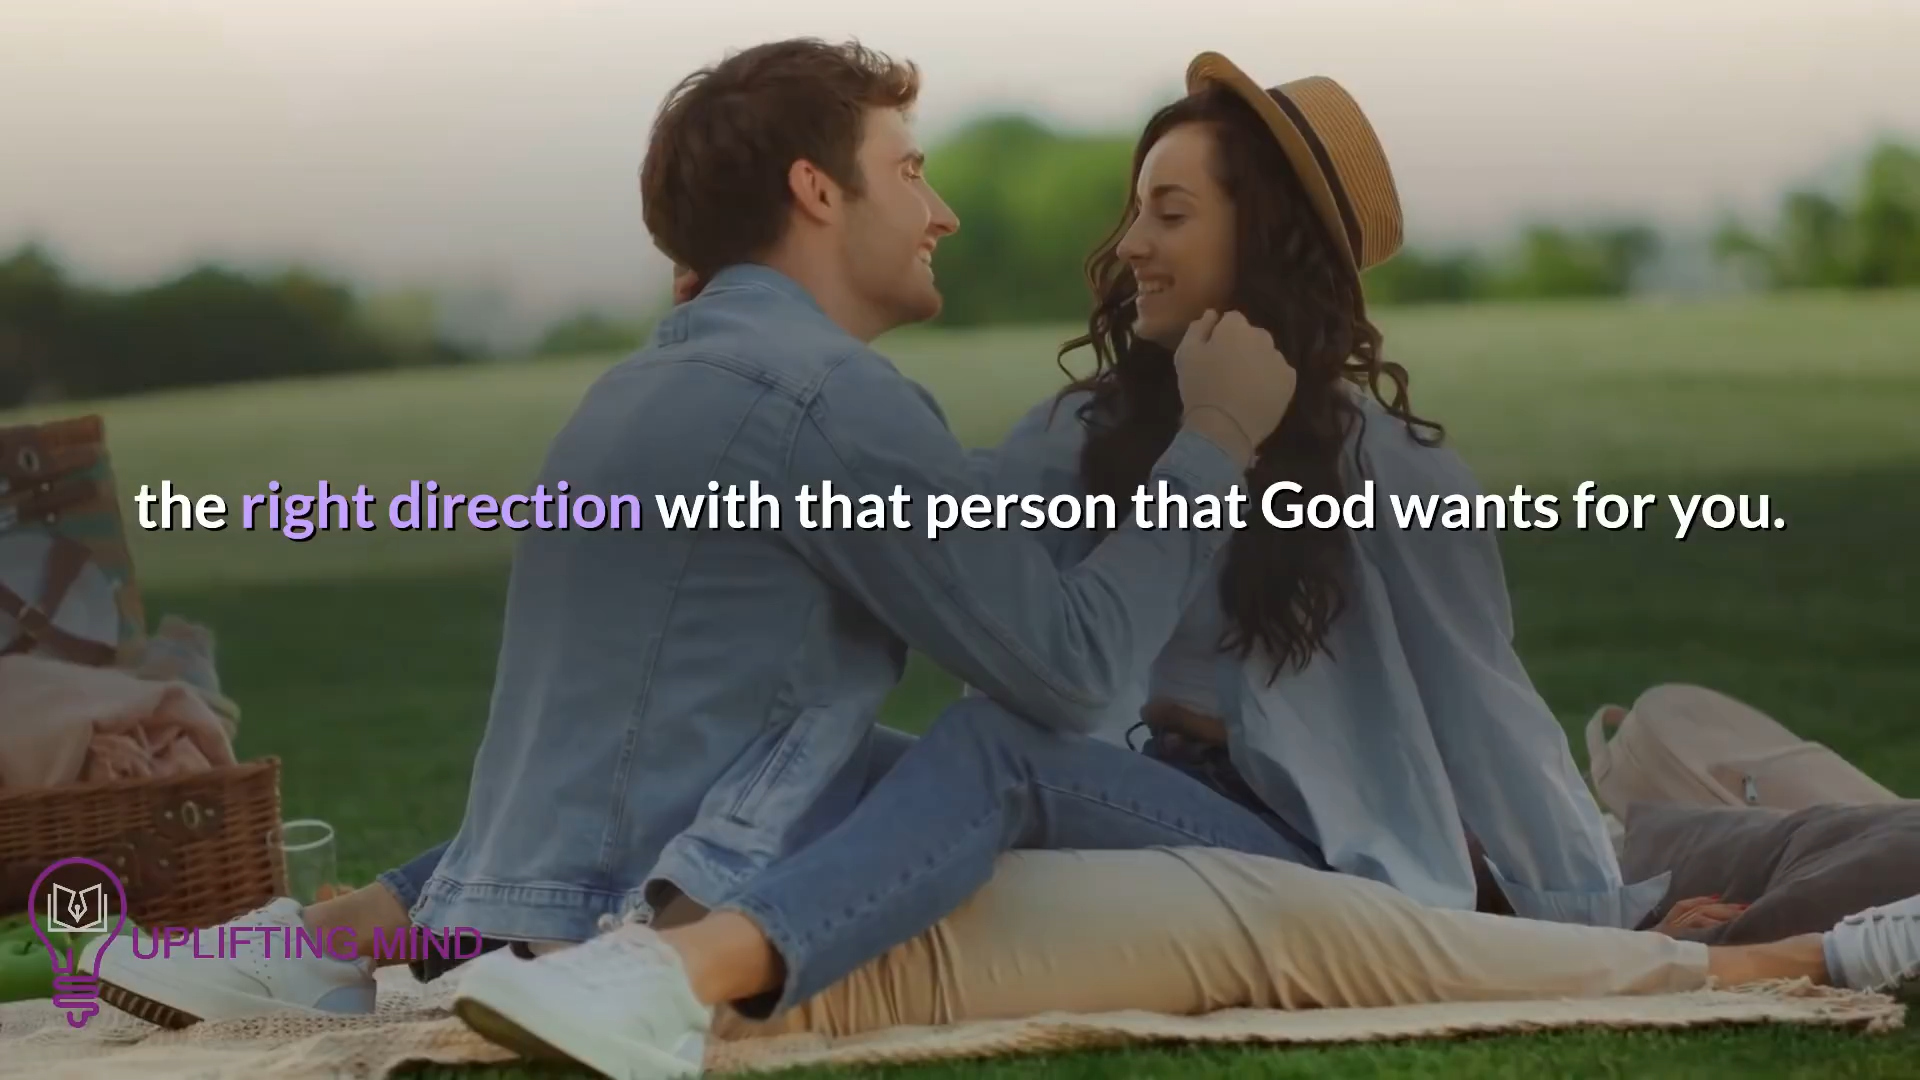 the right direction with that person that God wants for you.
UPLIFTING MIND